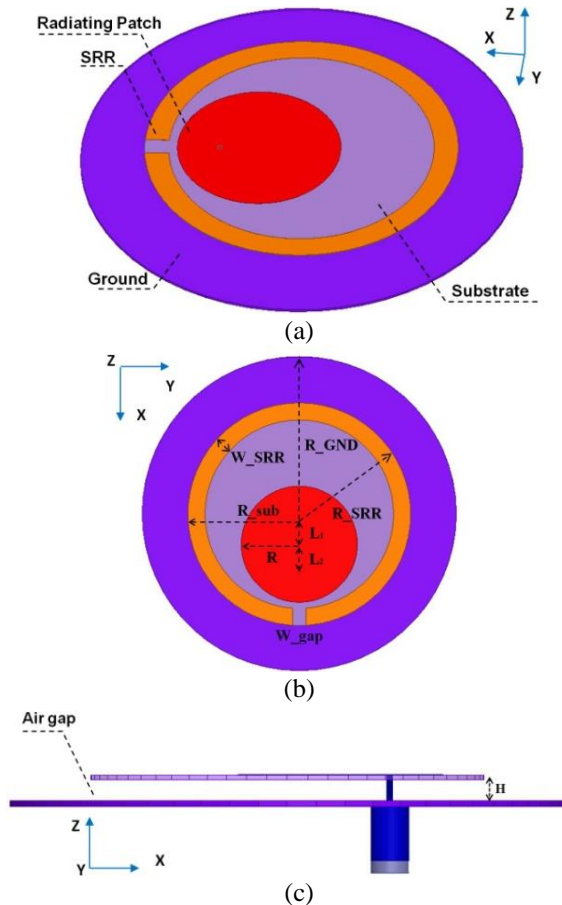 Radiating Patch
SRR
Z
X
Y
Ground
Substrate
(a)
Z
Y
X
W_SRR
R_GND
R_sub
R_SRR
L1
R
L2
W_gap
(b)
Air gap
H
Z
Y
X
(c)